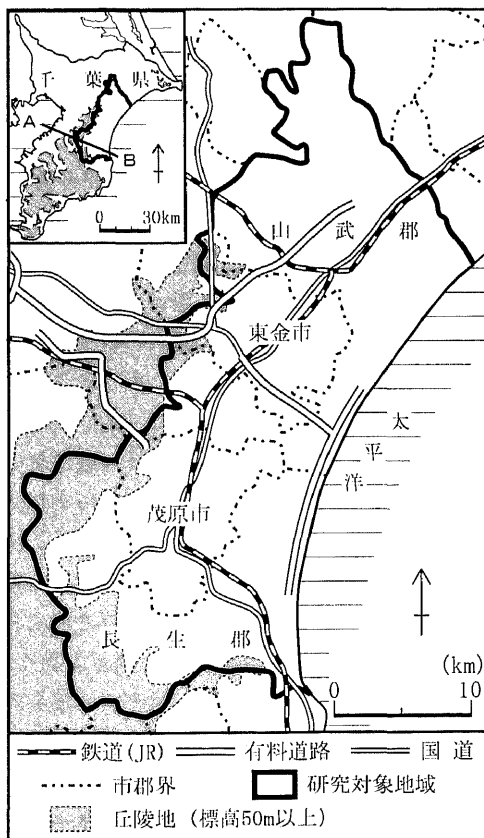 千葉県
A
B
0 30km
山武郡
東金市
太平洋
茂原市
長生郡
(km)
0 10
鉄道(JR) 有料道路 国道
市郡界 研究対象地域
丘陵地 (標高50m以上)